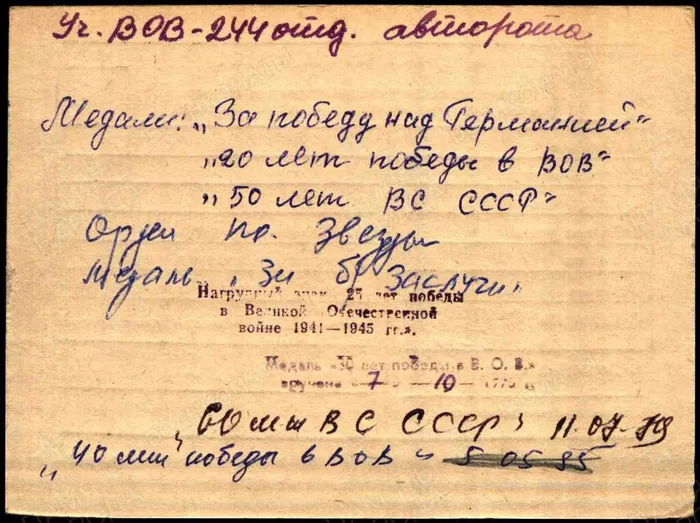 Уч. ВОВ - 244 отд. авторота
Медали: „За победу над Германией"
„20 лет победы в ВОВ"
„50 лет ВС СССР"
Орден Кр. Звезды
Медаль „За б/заслуги"
Нагрудный знак 25 лет победы
в Великой Отечественной
войне 1941—1945 гг.».
Медаль «30 лет победы в В. О. В.»
вручена «7 — 10 —
„60 лет ВС СССР" 11.07.79
„40 лет победы в ВОВ" 5 05 85